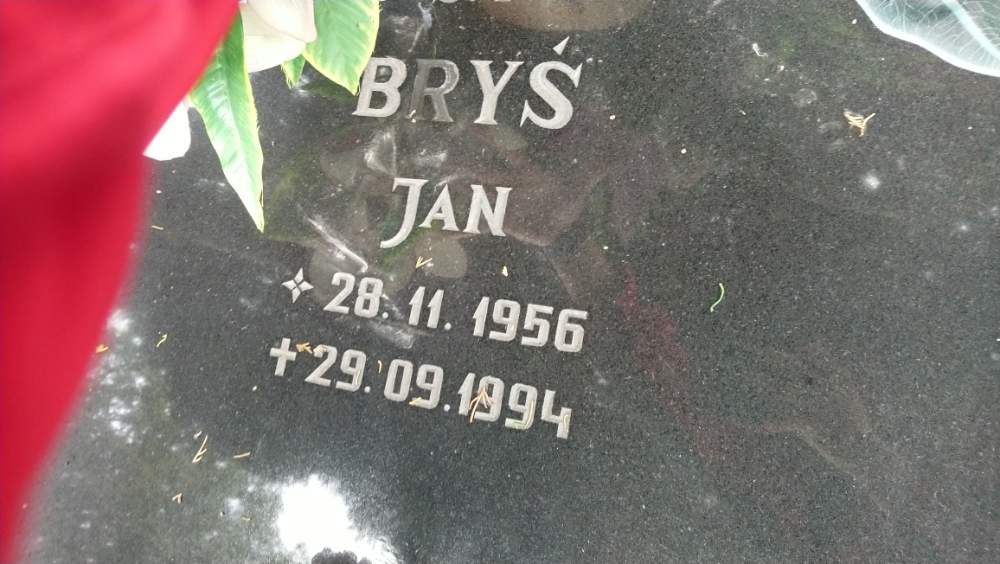 BRYŚ
JAN
✧ 28. 11. 1956
+ 29. 09. 1994